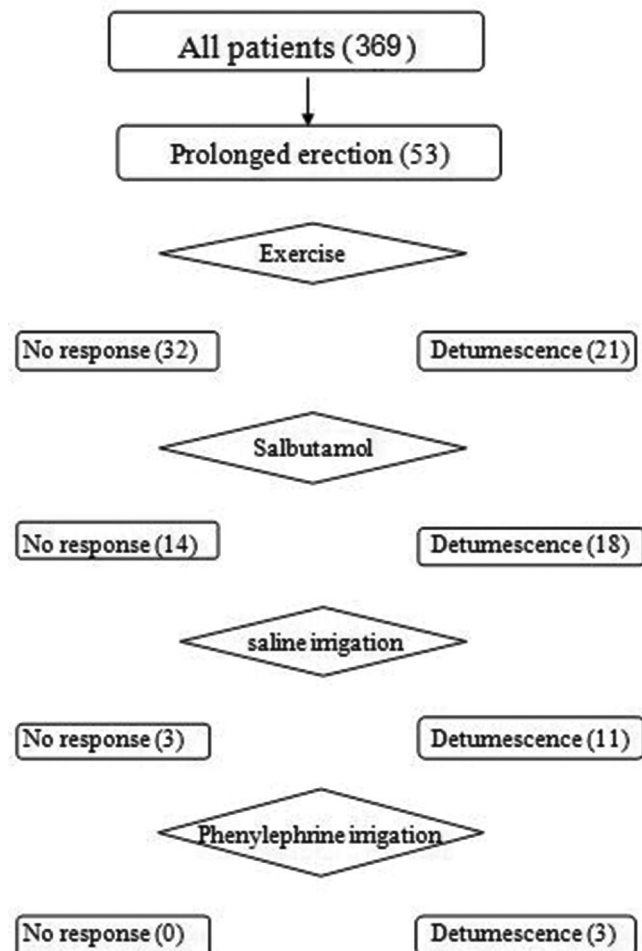 All patients (369)
Prolonged erection (53)
Exercise
No response (32)
Detumescence (21)
Salbutamol
No response (14)
Detumescence (18)
saline irrigation
No response (3)
Detumescence (11)
Phenylephrine irrigation
No response (0)
Detumescence (3)